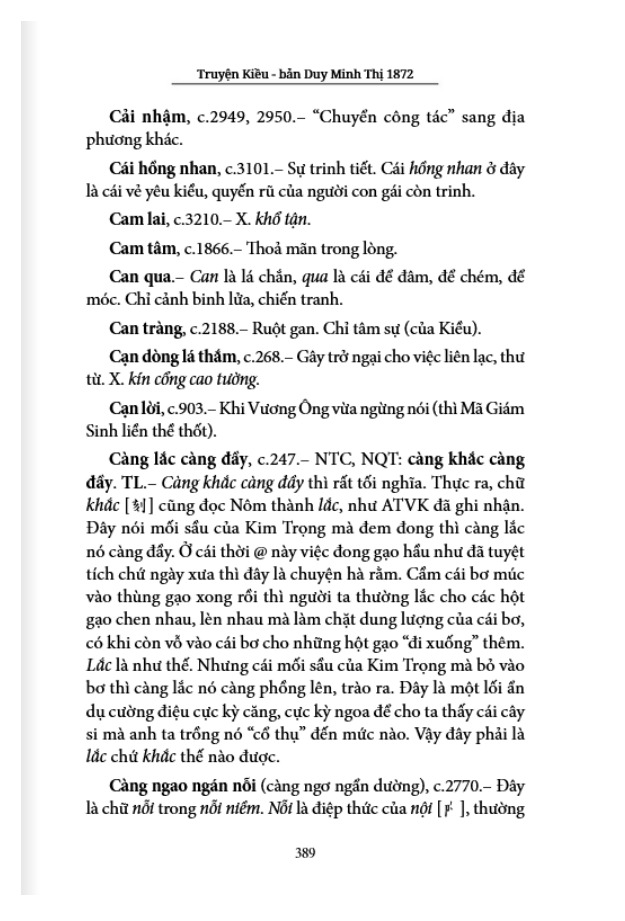 Truyện Kiều - bản Duy Minh Thị 1872
Cải nhậm, c.2949, 2950.– “Chuyển công tác” sang địa
phương khác.
Cái hồng nhan, c.3101.– Sự trinh tiết. Cái hồng nhan ở đây
là cái vẻ yêu kiều, quyến rũ của người con gái còn trinh.
Cam lai, c.3210.– X. khổ tận.
Cam tâm, c.1866.– Thoả mãn trong lòng.
Can qua.– Can là lá chắn, qua là cái để đâm, để chém, để
móc. Chỉ cảnh binh lửa, chiến tranh.
Can tràng, c.2188.– Ruột gan. Chỉ tâm sự (của Kiều).
Cạn dòng lá thắm, c.268.– Gây trở ngại cho việc liên lạc, thư
từ. X. kín cổng cao tường.
Cạn lời, c.903.– Khi Vương Ông vừa ngừng nói (thì Mã Giám
Sinh liền thề thốt).
Càng lắc càng đầy, c.247.– NTC, NQT: càng khắc càng
đầy. TL.– Càng khắc càng đầy thì rất tối nghĩa. Thực ra, chữ
khắc [刻] cũng đọc Nôm thành lắc, như ATVK đã ghi nhận.
Đây nói mối sầu của Kim Trọng mà đem đong thì càng lắc
nó càng đầy. Ở cái thời @ này việc đong gạo hầu như đã tuyệt
tích chứ ngày xưa thì đây là chuyện hà rằm. Cầm cái bơ múc
vào thùng gạo xong rồi thì người ta thường lắc cho các hột
gạo chen nhau, lèn nhau mà làm chặt dung lượng của cái bơ,
có khi còn vỗ vào cái bơ cho những hột gạo “đi xuống” thêm.
Lắc là như thế. Nhưng cái mối sầu của Kim Trọng mà bỏ vào
bơ thì càng lắc nó càng phồng lên, trào ra. Đây là một lối ẩn
dụ cường điệu cực kỳ căng, cực kỳ ngoa để cho ta thấy cái cây
si mà anh ta trồng nó “cổ thụ” đến mức nào. Vậy đây phải là
lắc chứ khắc thế nào được.
Càng ngao ngán nỗi (càng ngơ ngẩn dường), c.2770.– Đây
là chữ nỗi trong nỗi niềm. Nỗi là điệp thức của nội [ ], thường
389